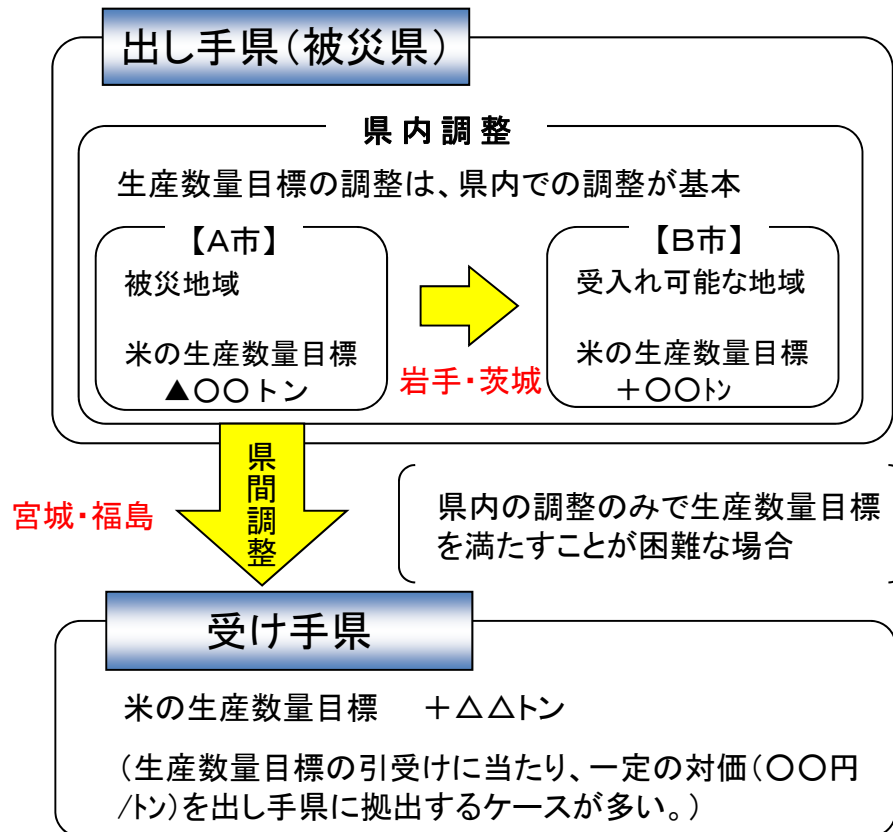 出し手県（被災県）
県内調整
生産数量目標の調整は、県内での調整が基本
【Ａ市】
被災地域
米の生産数量目標
▲○○トン
岩手・茨城
【Ｂ市】
受入れ可能な地域
米の生産数量目標
＋○○ﾄﾝ
県間調整
宮城・福島
県内の調整のみで生産数量目標
を満たすことが困難な場合
受け手県
米の生産数量目標　＋△△トン
（生産数量目標の引受けに当たり、一定の対価（○○円
/ﾄﾝ）を出し手県に拠出するケースが多い。）